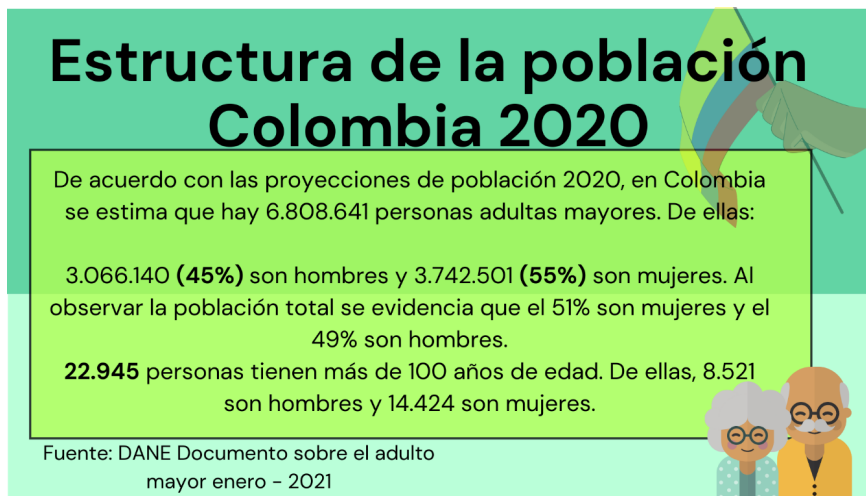 Estructura de la población
Colombia 2020
De acuerdo con las proyecciones de población 2020, en Colombia
se estima que hay 6.808.641 personas adultas mayores. De ellas:
3.066.140 (45%) son hombres y 3.742.501 (55%) son mujeres. Al
observar la población total se evidencia que el 51% son mujeres y el
49% son hombres.
22.945 personas tienen más de 100 años de edad. De ellas, 8.521
son hombres y 14.424 son mujeres.
Fuente: DANE Documento sobre el adulto
mayor enero - 2021